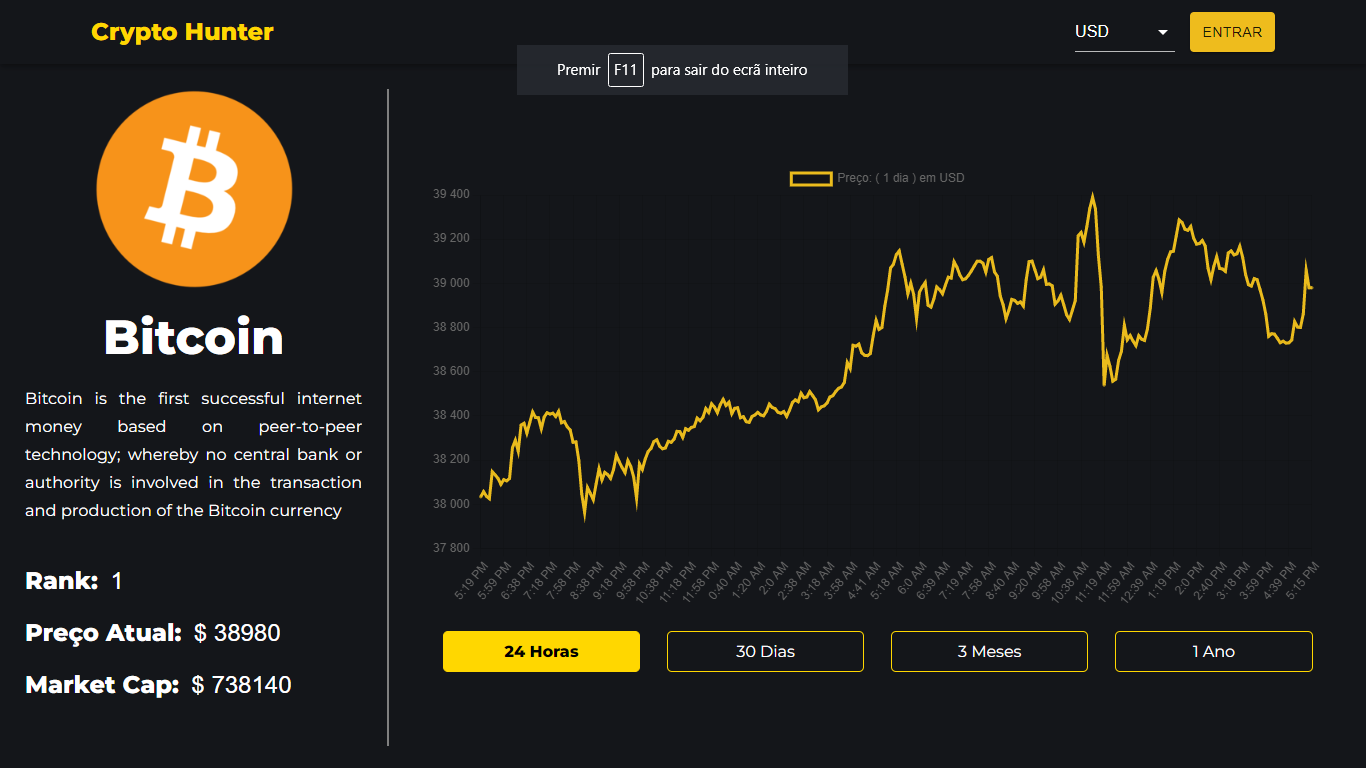 Crypto Hunter
USD
ENTRAR
Premir F11 para sair do ecrã inteiro
Bitcoin
Bitcoin is the first successful internet
money based on peer-to-peer
technology; whereby no central bank or
authority is involved in the transaction
and production of the Bitcoin currency
Rank: 1
Preço Atual: $ 38980
Market Cap: $ 738140
Preço: ( 1 dia ) em USD
39 400
39 200
39 000
38 800
38 600
38 400
38 200
38 000
37 800
5:19 PM
5:59 PM
6:38 PM
7:18 PM
7:58 PM
8:38 PM
9:18 PM
9:58 PM
10:38 PM
11:18 PM
11:58 PM
0:40 AM
1:20 AM
2:0 AM
2:38 AM
3:18 AM
3:58 AM
4:41 AM
5:18 AM
6:0 AM
6:39 AM
7:19 AM
7:58 AM
8:40 AM
9:20 AM
9:58 AM
10:38 AM
11:19 AM
11:59 AM
12:39 AM
1:19 PM
2:0 PM
2:40 PM
3:18 PM
3:59 PM
4:39 PM
5:15 PM
24 Horas
30 Dias
3 Meses
1 Ano